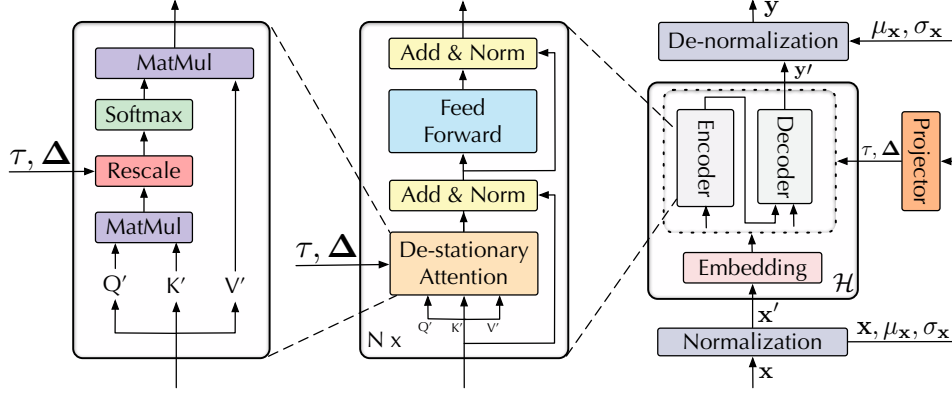 MatMul
Softmax
τ, Δ
Rescale
MatMul
Q′ K′ V′
Add & Norm
Feed
Forward
Add & Norm
τ, Δ
De-stationary
Attention
Q′ K′ V′
N x
y
De-normalization
μx, σx
y′
Encoder
Decoder
τ, Δ
Projector
Embedding
ℋ
x′
Normalization
x, μx, σx
x